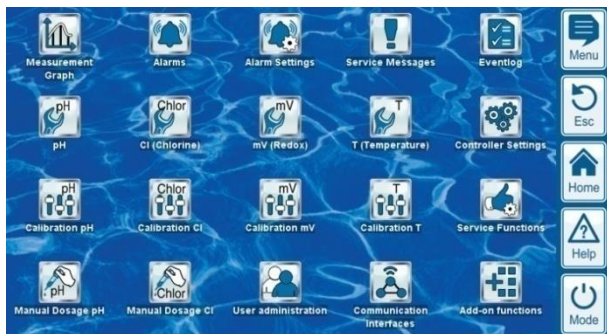 Measurement
Graph
Alarms
Alarm Settings
Service Messages
Eventlog
Menu
pH
pH
Chlor
Cl (Chlorine)
mV
mV (Redox)
T
T (Temperature)
Controller Settings
Esc
Home
pH
Calibration pH
Chlor
Calibration Cl
mV
Calibration mV
T
Calibration T
Service Functions
?
Help
pH
Manual Dosage pH
Chlor
Manual Dosage Cl
User administration
Communication
Interfaces
Add-on functions
Mode